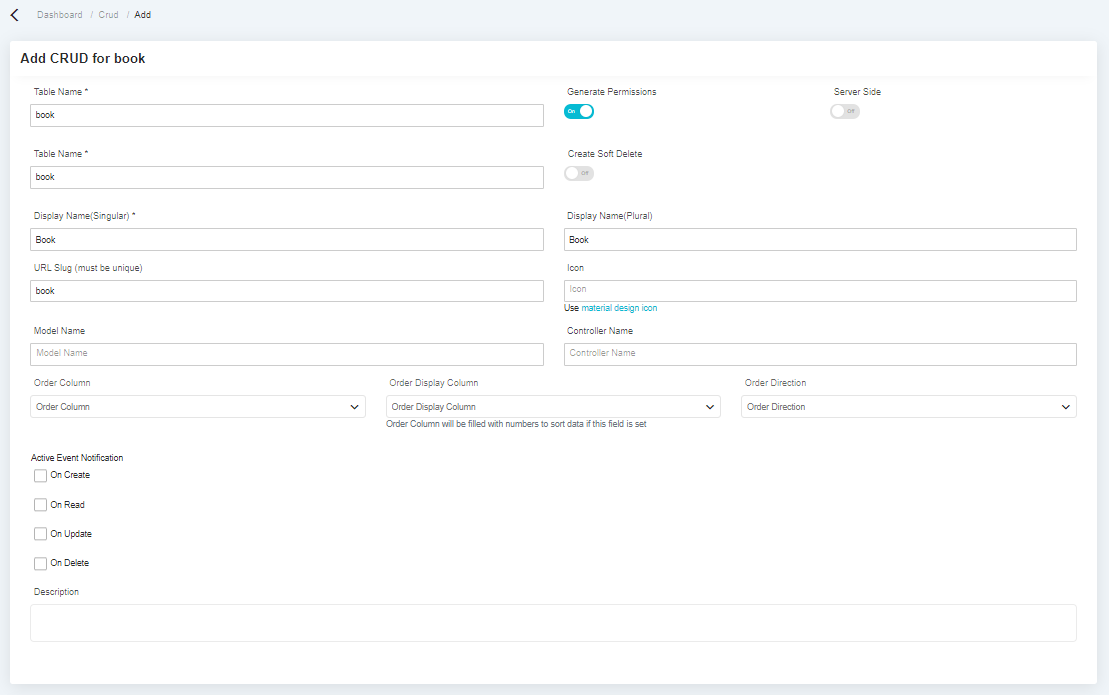 Dashboard / Crud / Add
Add CRUD for book
Table Name *
Generate Permissions
Server Side
book
On
Off
Table Name *
Create Soft Delete
book
Off
Display Name(Singular) *
Display Name(Plural)
Book
Book
URL Slug (must be unique)
Icon
book
Icon
Use material design icon
Model Name
Controller Name
Model Name
Controller Name
Order Column
Order Display Column
Order Direction
Order Column
Order Display Column
Order Direction
Order Column will be filled with numbers to sort data if this field is set
Active Event Notification
On Create
On Read
On Update
On Delete
Description